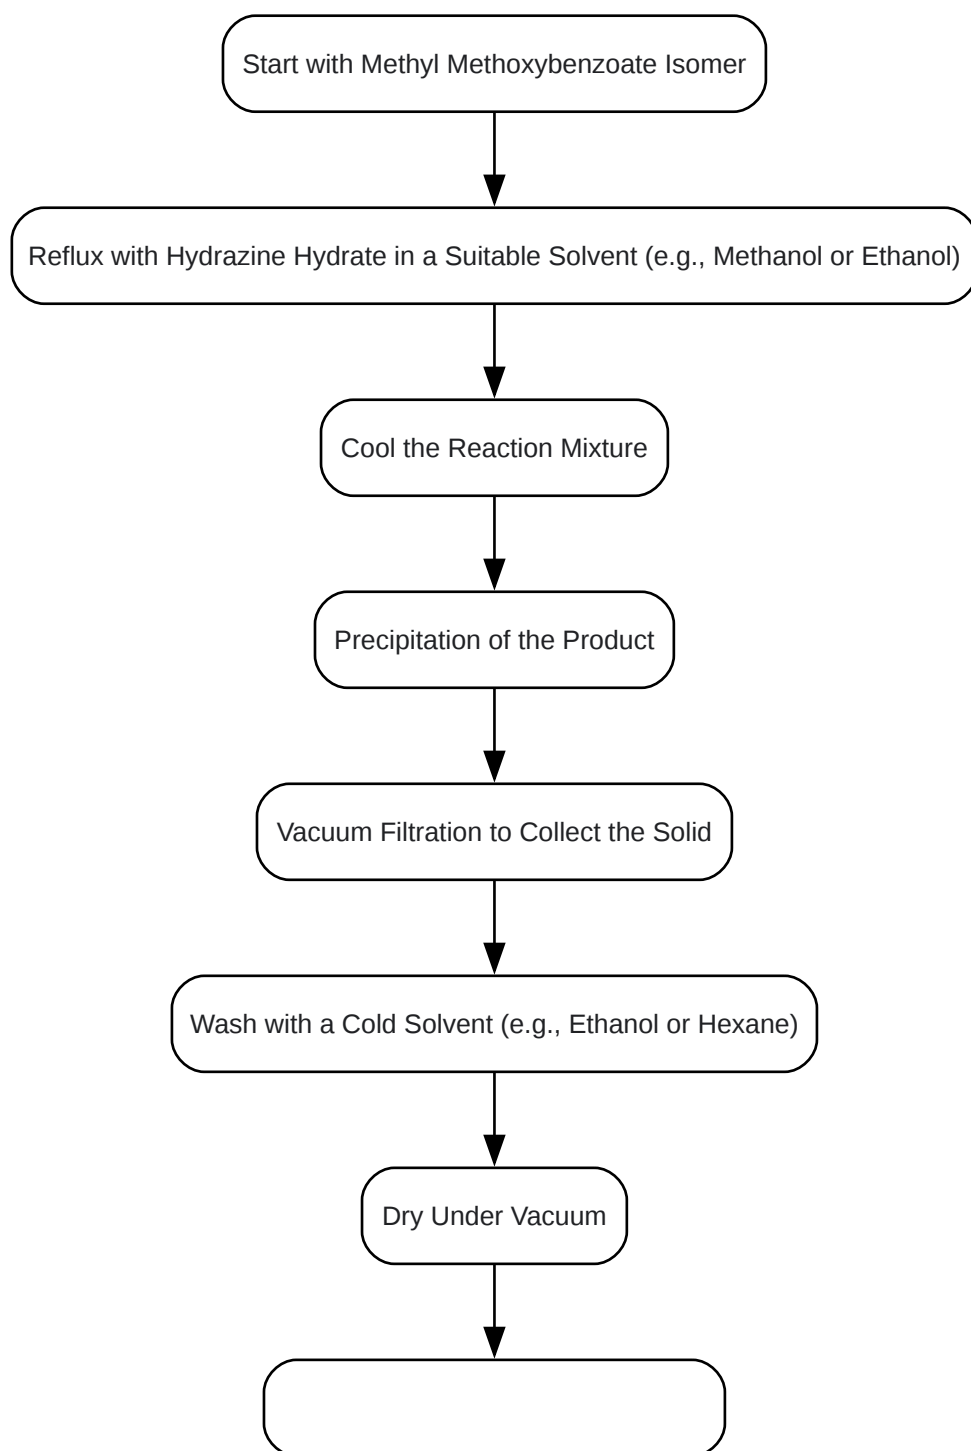 Start with Methyl Methoxybenzoate Isomer
Reflux with Hydrazine Hydrate in a Suitable Solvent (e.g., Methanol or Ethanol)
Cool the Reaction Mixture
Precipitation of the Product
Vacuum Filtration to Collect the Solid
Wash with a Cold Solvent (e.g., Ethanol or Hexane)
Dry Under Vacuum